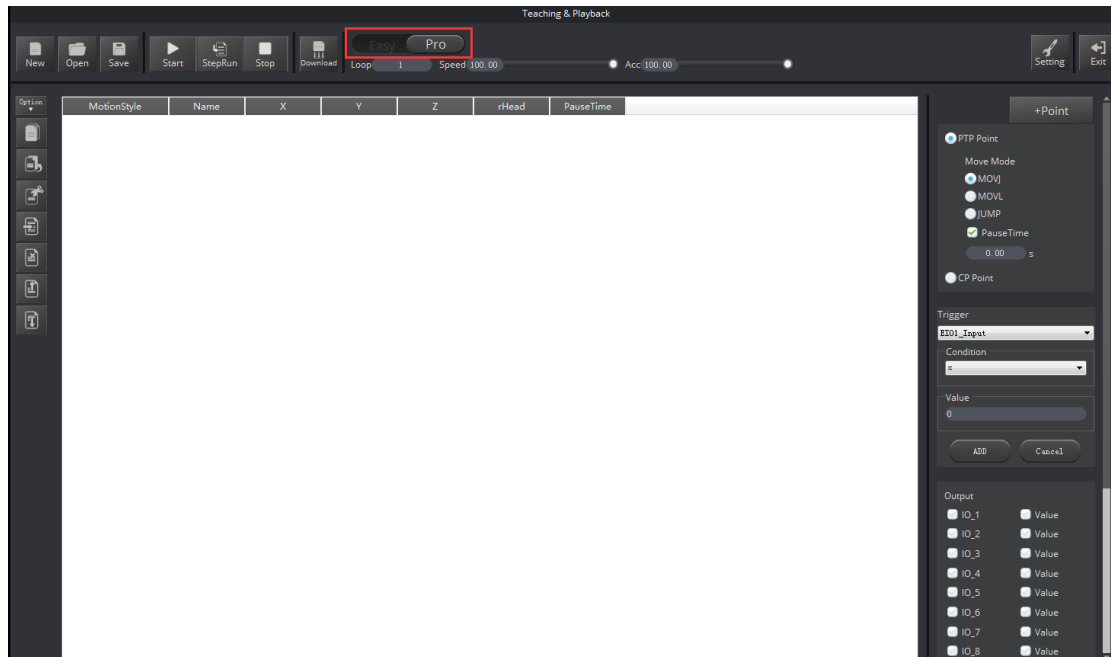 Teaching & Playback
Easy Pro
New Open Save Start StepRun Stop Download Loop 1 Speed 100.00 Acc 100.00 Setting Exit
Option
MotionStyle Name X Y Z rHead PauseTime
+Point
PTP Point
Move Mode
MOVJ
MOVL
JUMP
PauseTime
0.00 s
CP Point
Trigger
EIO1_Input
Condition
=
Value
0
ADD Cancel
Output
IO_1 Value
IO_2 Value
IO_3 Value
IO_4 Value
IO_5 Value
IO_6 Value
IO_7 Value
IO_8 Value